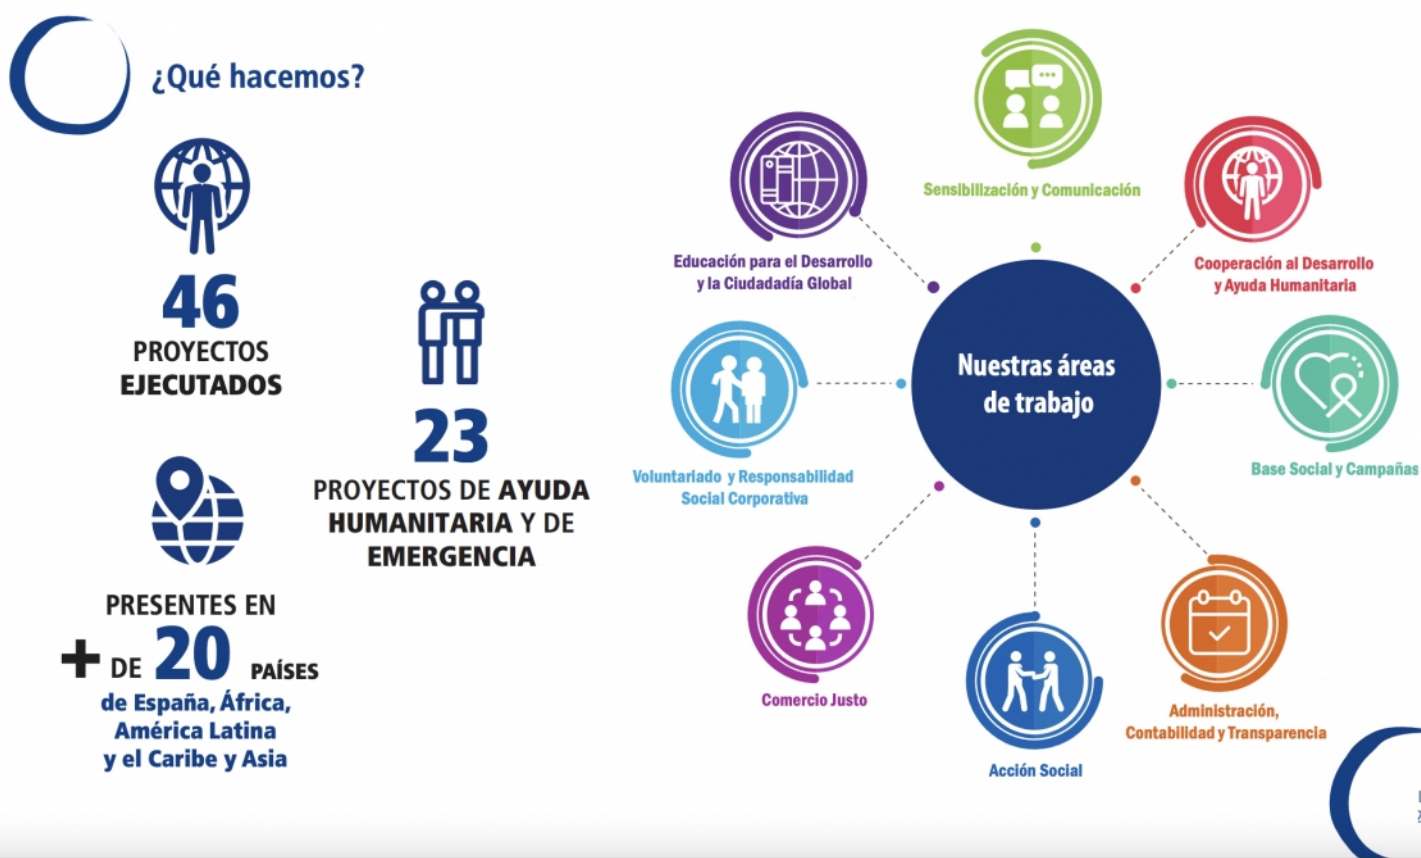 ¿Qué hacemos?
46
PROYECTOS
EJECUTADOS
23
PROYECTOS DE AYUDA
HUMANITARIA Y DE
EMERGENCIA
PRESENTES EN
+ DE 20 PAÍSES
de España, África,
América Latina
y el Caribe y Asia
Nuestras áreas
de trabajo
Sensibilización y Comunicación
Cooperación al Desarrollo
y Ayuda Humanitaria
Base Social y Campañas
Administración,
Contabilidad y Transparencia
Acción Social
Comercio Justo
Voluntariado y Responsabilidad
Social Corporativa
Educación para el Desarrollo
y la Ciudadadía Global